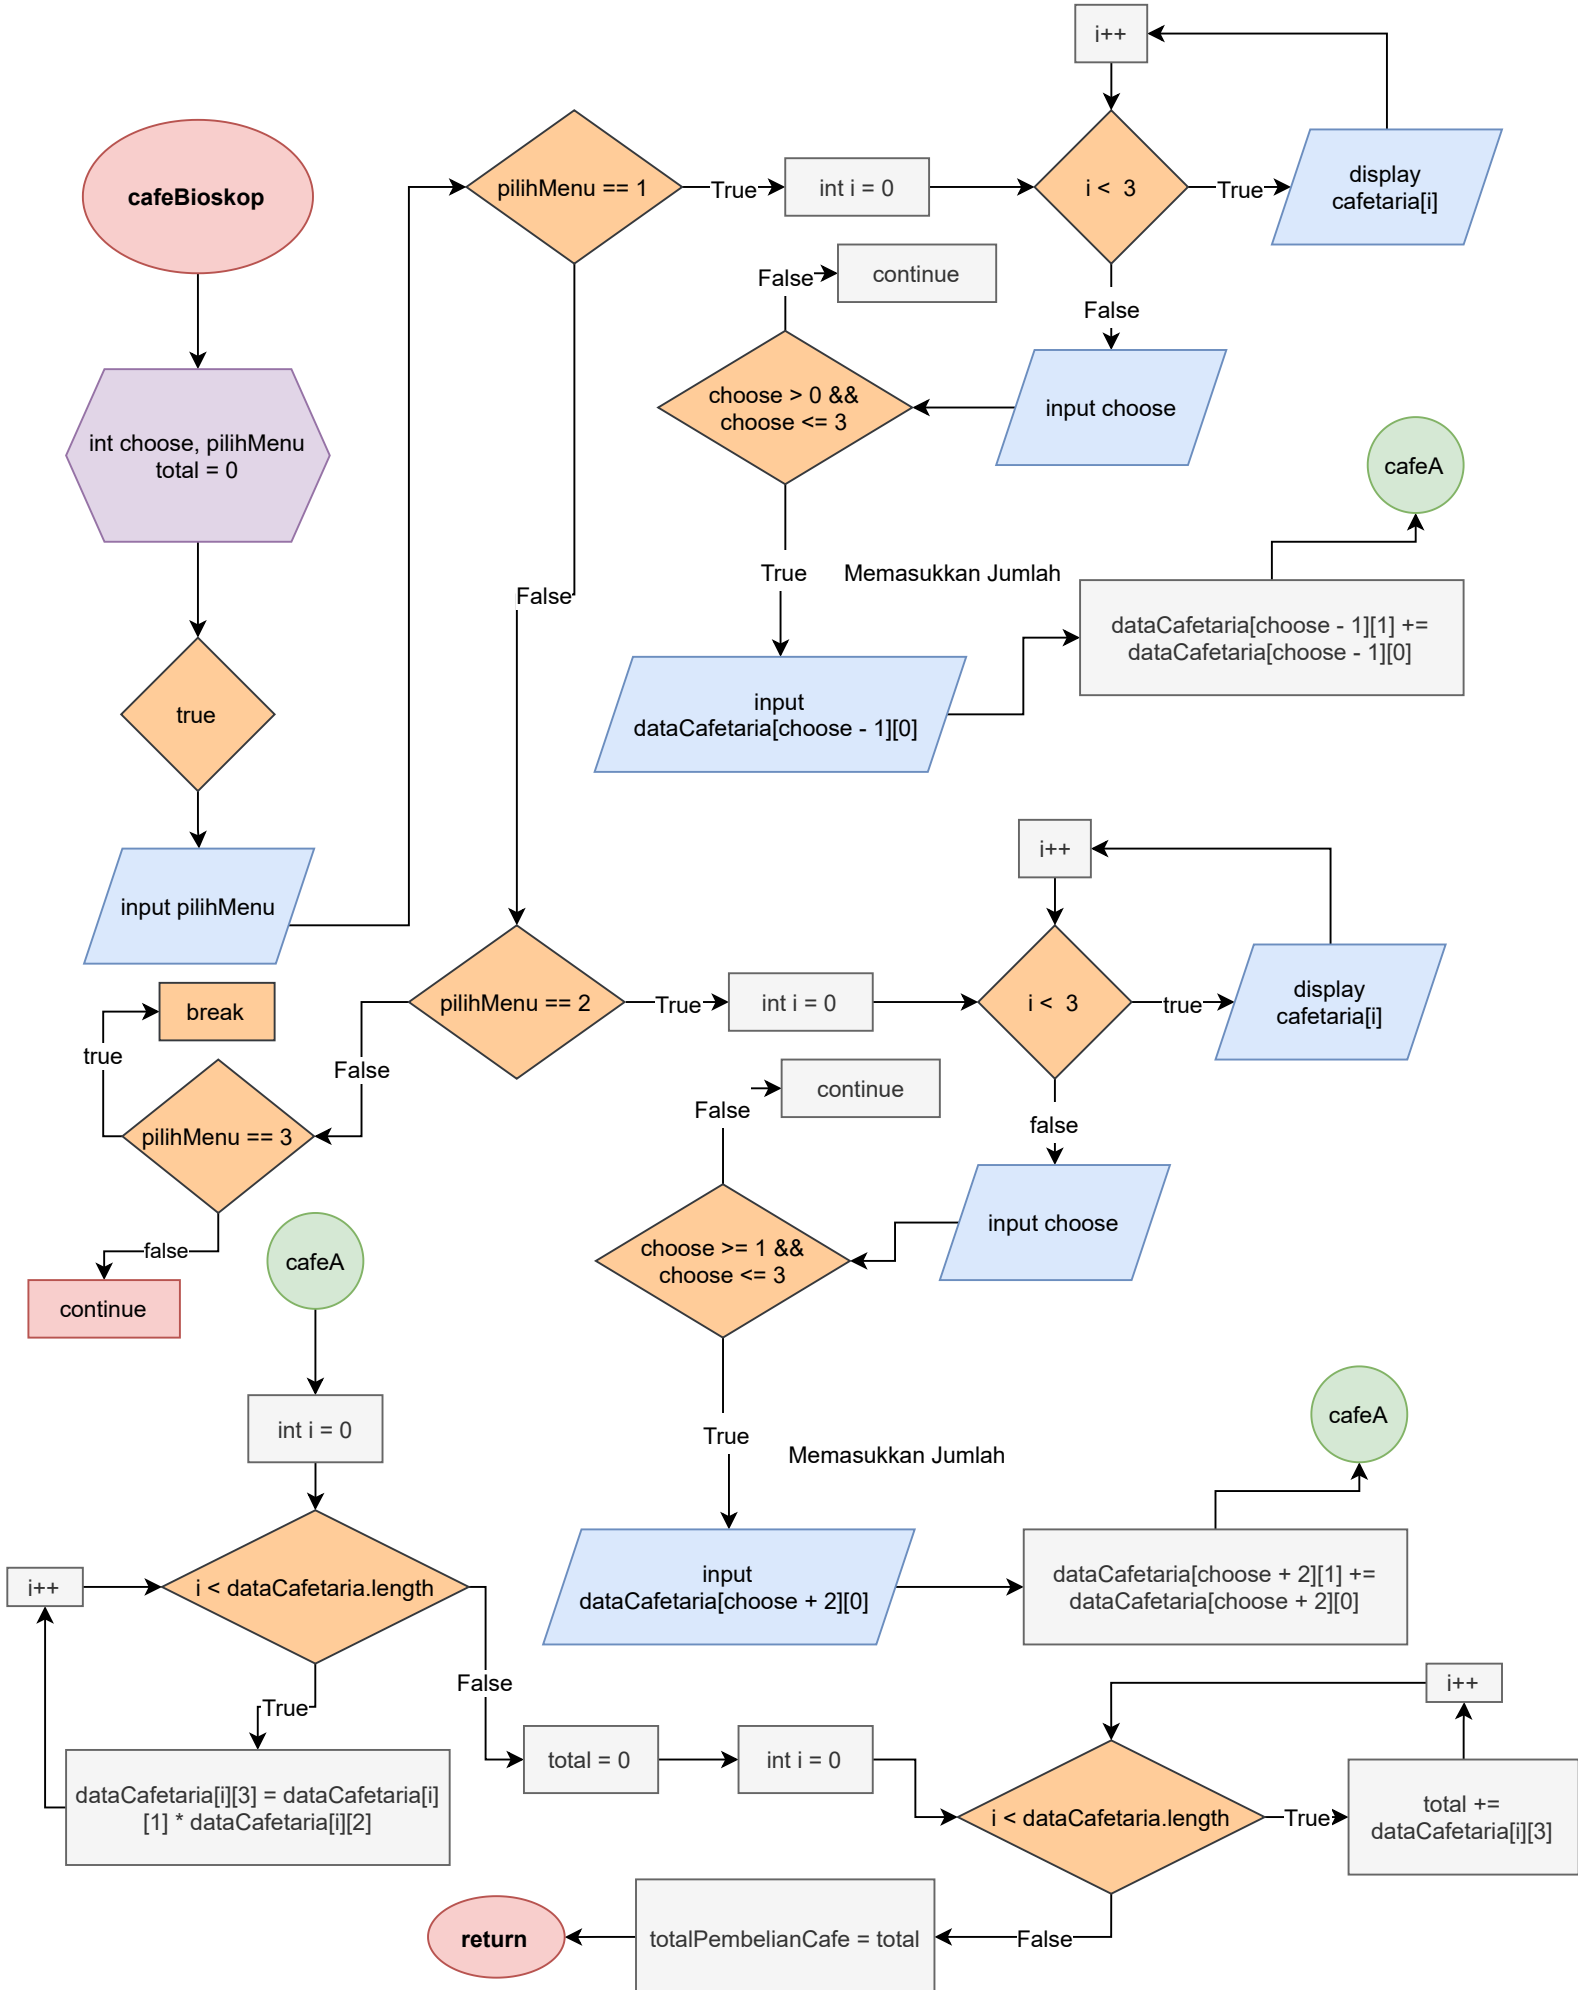 cafeBioskop
int choose, pilihMenu
total = 0
true
input pilihMenu
pilihMenu == 1
True
int i = 0
i <  3
i++
True
display
cafetaria[i]
False
input choose
choose > 0 &&
choose <= 3
False
continue
True
Memasukkan Jumlah
input
dataCafetaria[choose - 1][0]
dataCafetaria[choose - 1][1] +=
dataCafetaria[choose - 1][0]
cafeA
False
pilihMenu == 2
True
int i = 0
i <  3
i++
true
display
cafetaria[i]
false
input choose
choose >= 1 &&
choose <= 3
False
continue
True
Memasukkan Jumlah
input
dataCafetaria[choose + 2][0]
dataCafetaria[choose + 2][1] +=
dataCafetaria[choose + 2][0]
cafeA
False
pilihMenu == 3
true
break
false
continue
cafeA
int i = 0
i < dataCafetaria.length
i++
True
dataCafetaria[i][3] = dataCafetaria[i]
[1] * dataCafetaria[i][2]
False
total = 0
int i = 0
i < dataCafetaria.length
True
total +=
dataCafetaria[i][3]
i++
False
totalPembelianCafe = total
return